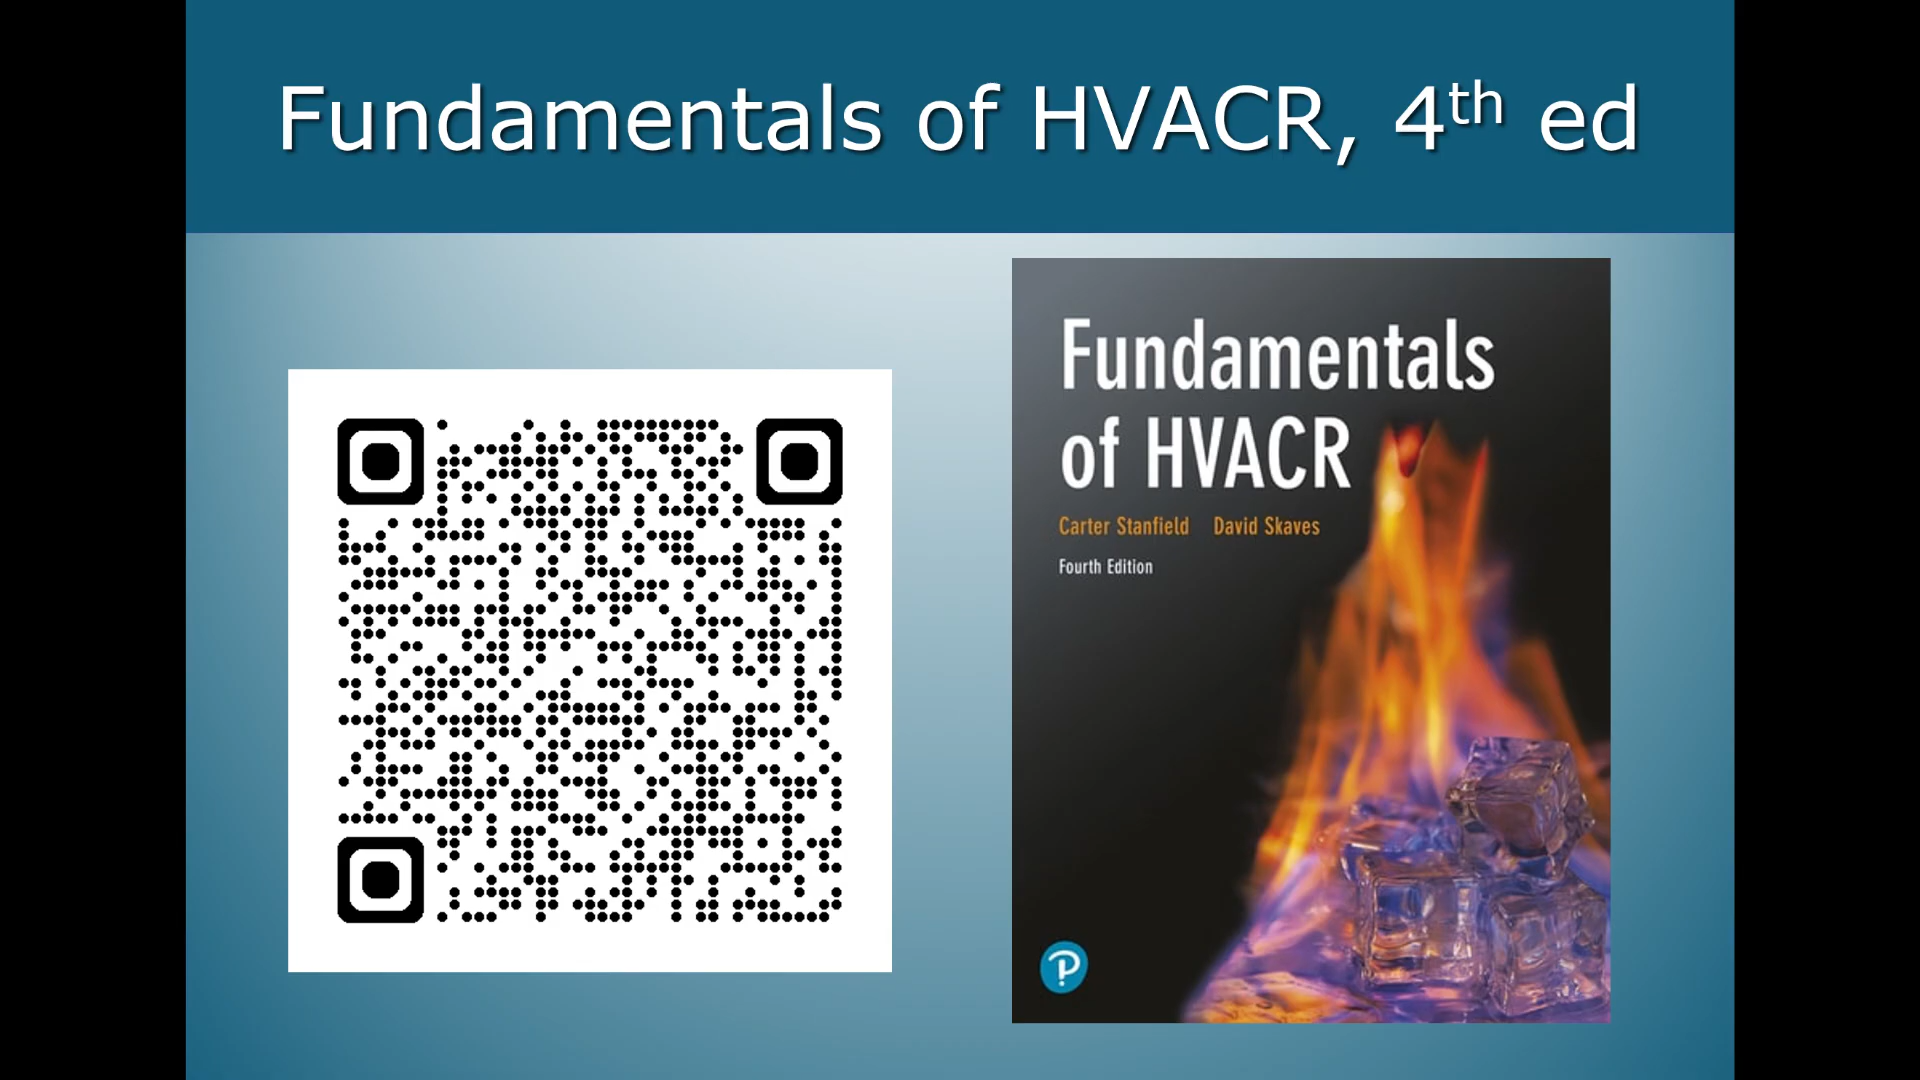 Fundamentals of HVACR, 4th ed
Fundamentals
of HVACR
Carter Stanfield David Skaves
Fourth Edition
P